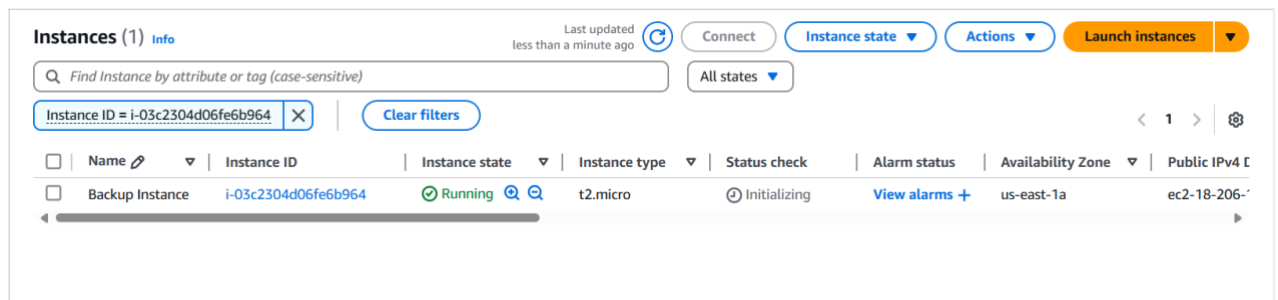 Instances (1) Info
Last updated
less than a minute ago
Connect
Instance state
Actions
Launch instances
Find Instance by attribute or tag (case-sensitive)
All states
Instance ID = i-03c2304d06fe6b964
Clear filters
1
Name Instance ID Instance state Instance type Status check Alarm status Availability Zone Public IPv4 D
Backup Instance i-03c2304d06fe6b964 Running t2.micro Initializing View alarms + us-east-1a ec2-18-206-